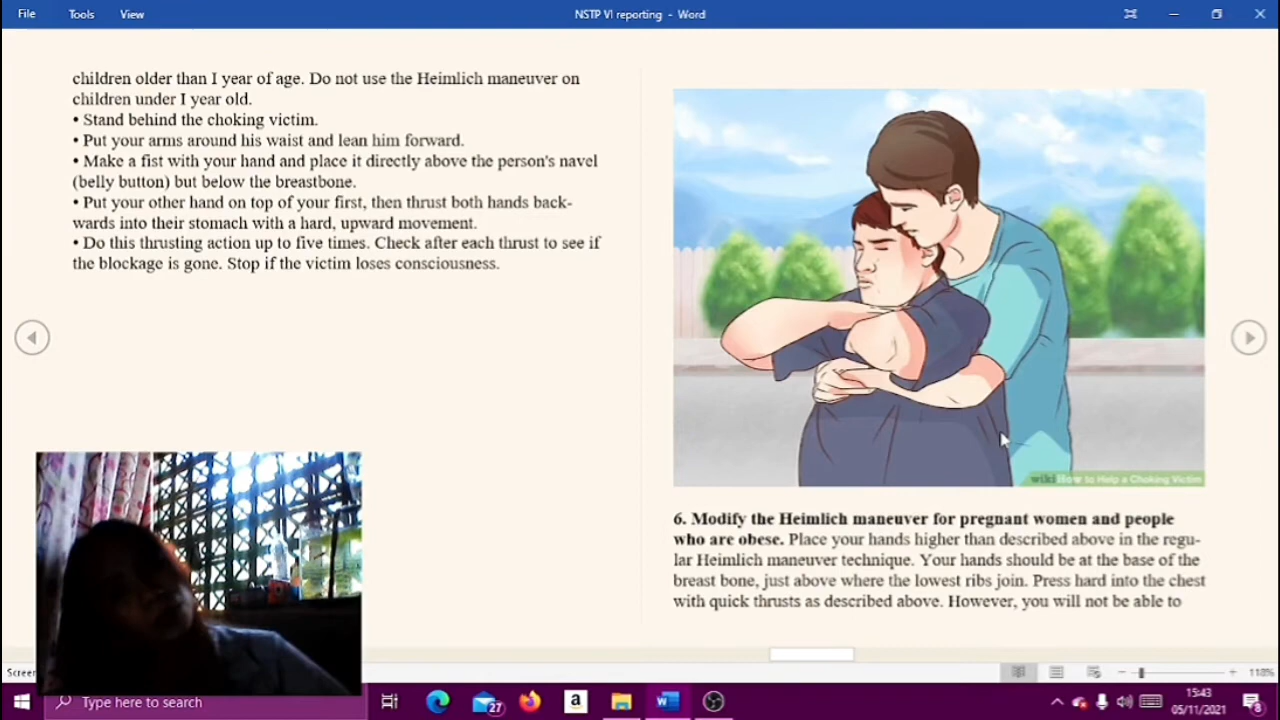 File
Tools
View
NSTP VI reporting - Word
children older than I year of age. Do not use the Heimlich maneuver on
children under I year old.
• Stand behind the choking victim.
• Put your arms around his waist and lean him forward.
• Make a fist with your hand and place it directly above the person's navel
(belly button) but below the breastbone.
• Put your other hand on top of your first, then thrust both hands back-
wards into their stomach with a hard, upward movement.
• Do this thrusting action up to five times. Check after each thrust to see if
the blockage is gone. Stop if the victim loses consciousness.
wikiHow to Help a Choking Victim
6. Modify the Heimlich maneuver for pregnant women and people
who are obese. Place your hands higher than described above in the regu-
lar Heimlich maneuver technique. Your hands should be at the base of the
breast bone, just above where the lowest ribs join. Press hard into the chest
with quick thrusts as described above. However, you will not be able to
Screen
118%
Type here to search
27
a
15:43
05/11/2021
8